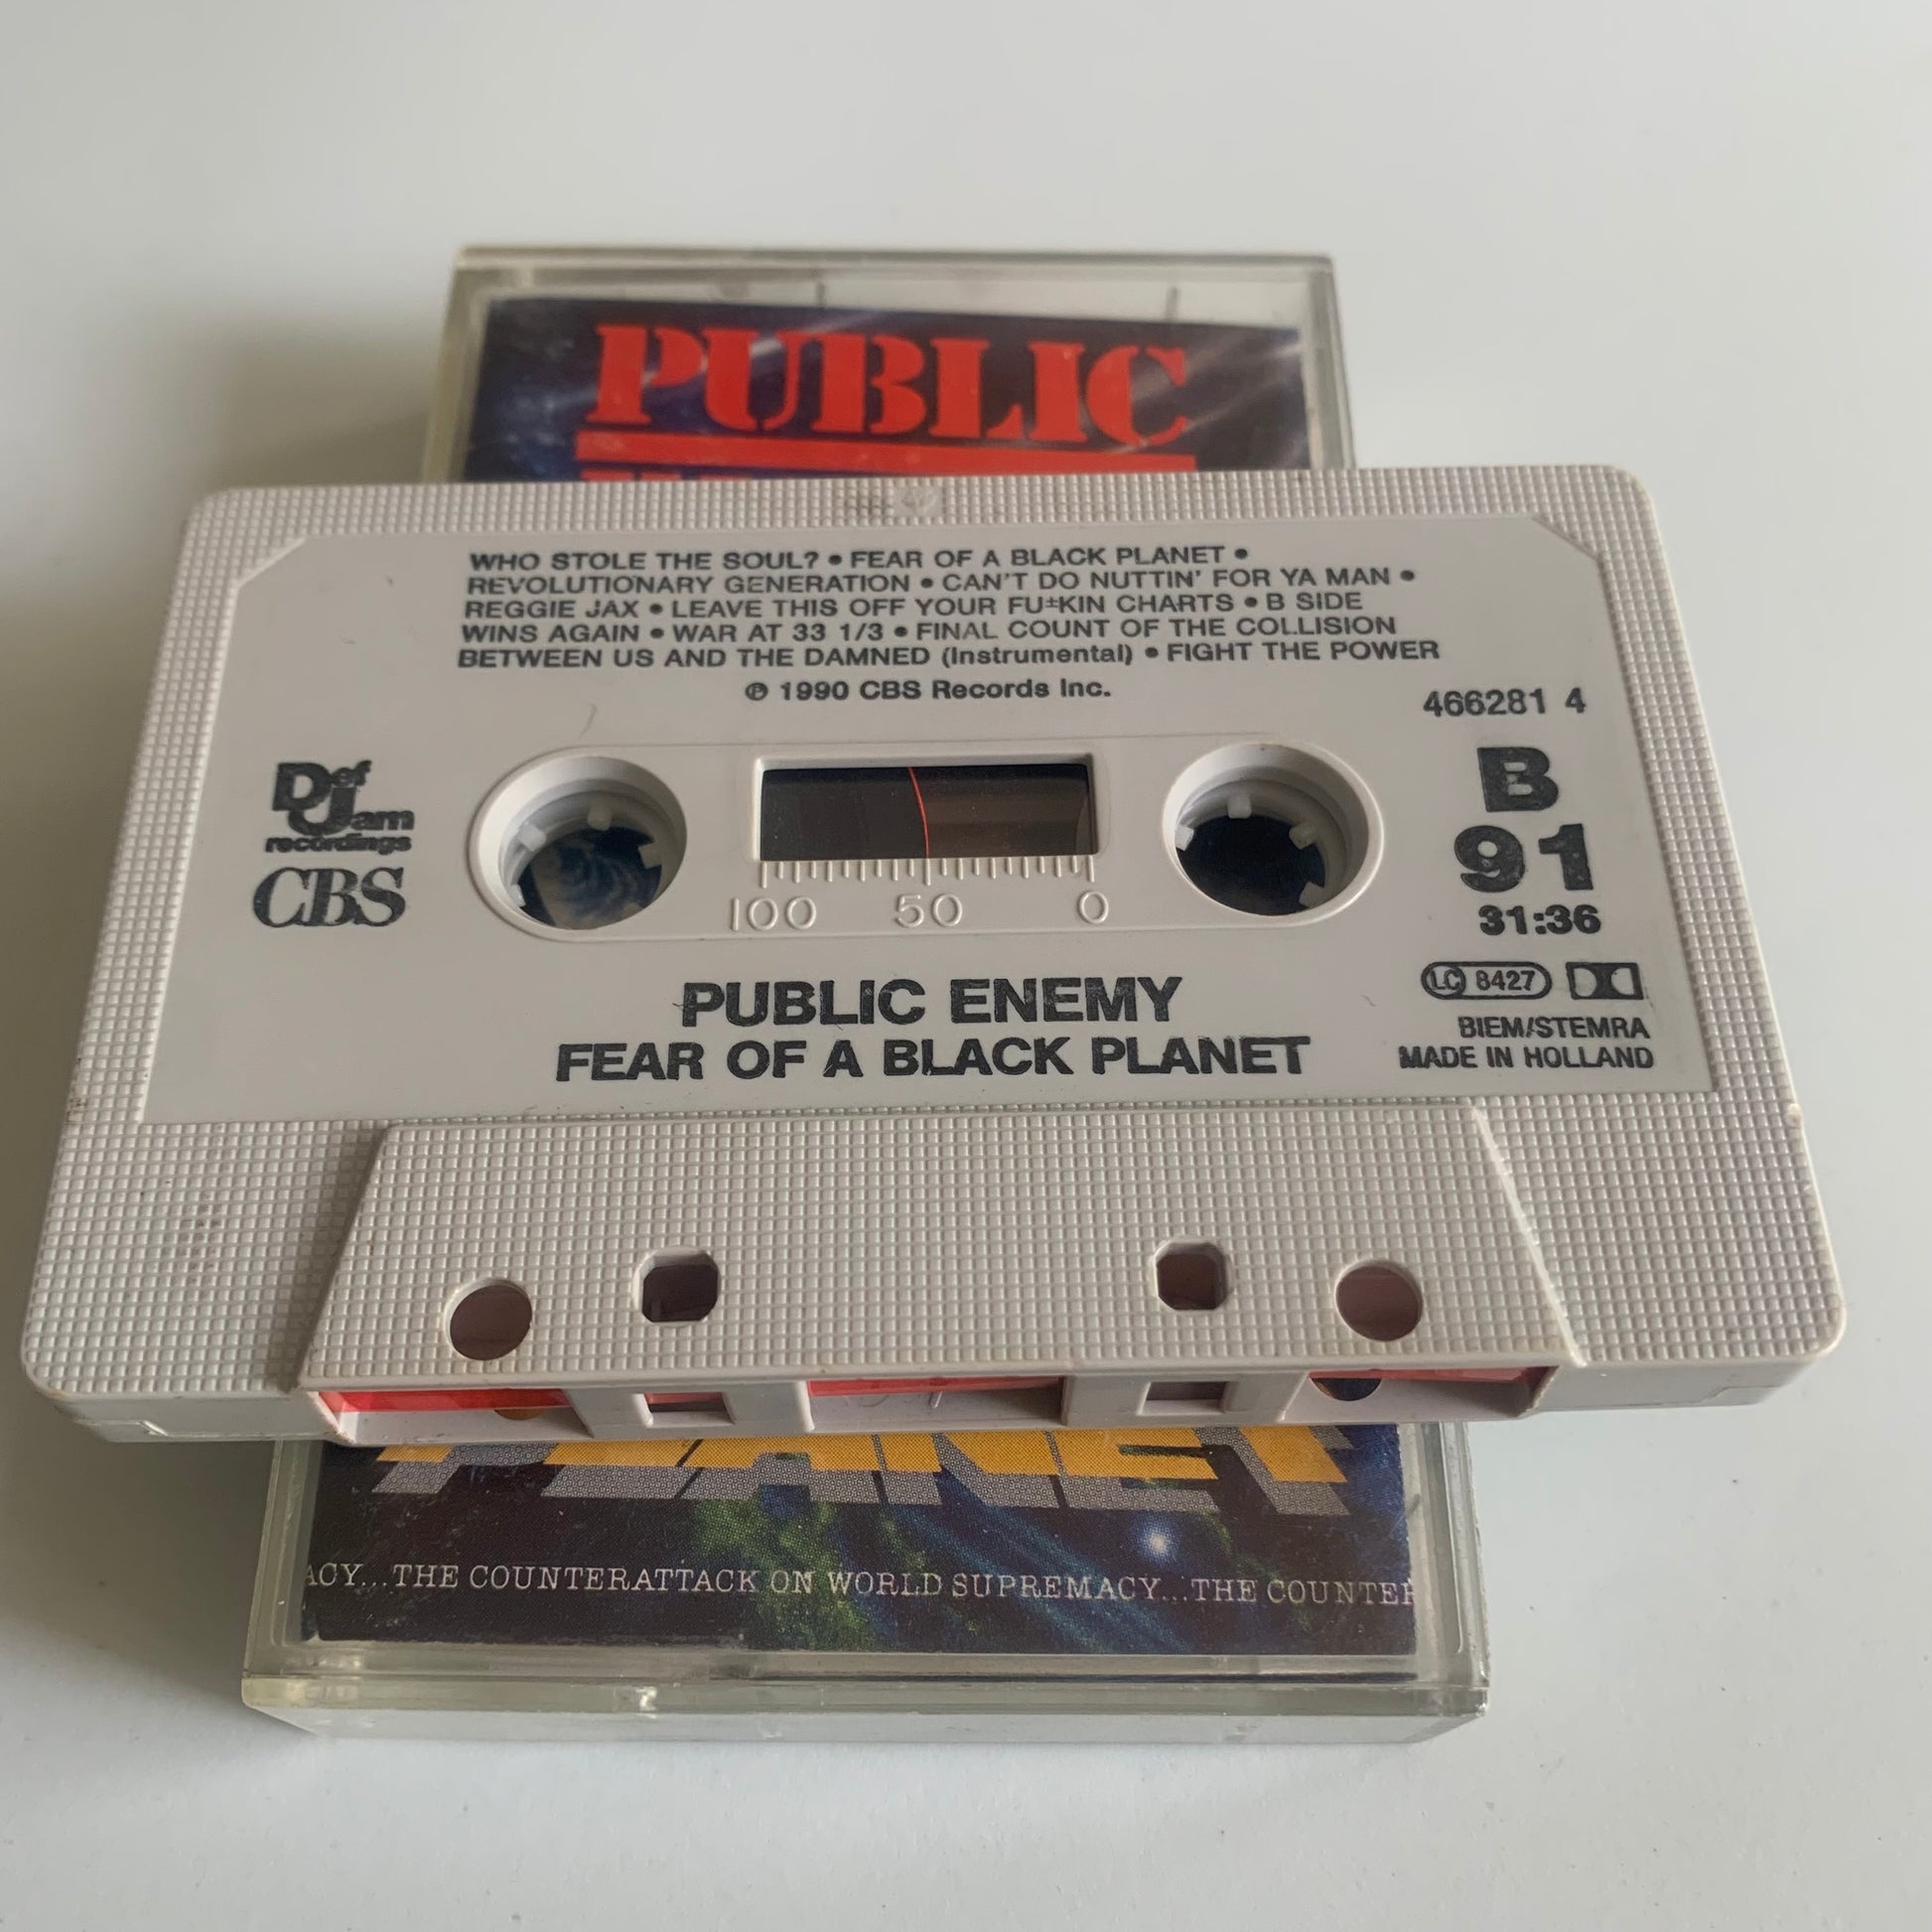 PUBLIC
WHO STOLE THE SOUL? • FEAR OF A BLACK PLANET •
REVOLUTIONARY GENERATION • CAN'T DO NUTTIN' FOR YA MAN •
REGGIE JAX • LEAVE THIS OFF YOUR FU±KIN CHARTS • B SIDE
WINS AGAIN • WAR AT 33 1/3 • FINAL COUNT OF THE COLLISION
BETWEEN US AND THE DAMNED (Instrumental) • FIGHT THE POWER
℗ 1990 CBS Records Inc.
466281 4
Def
Jam
recordings
CBS
B
91
31:36
100 50 0
LC 8427
PUBLIC ENEMY
FEAR OF A BLACK PLANET
BIEM/STEMRA
MADE IN HOLLAND
PLANET
ACY...THE COUNTERATTACK ON WORLD SUPREMACY...THE COUNTER